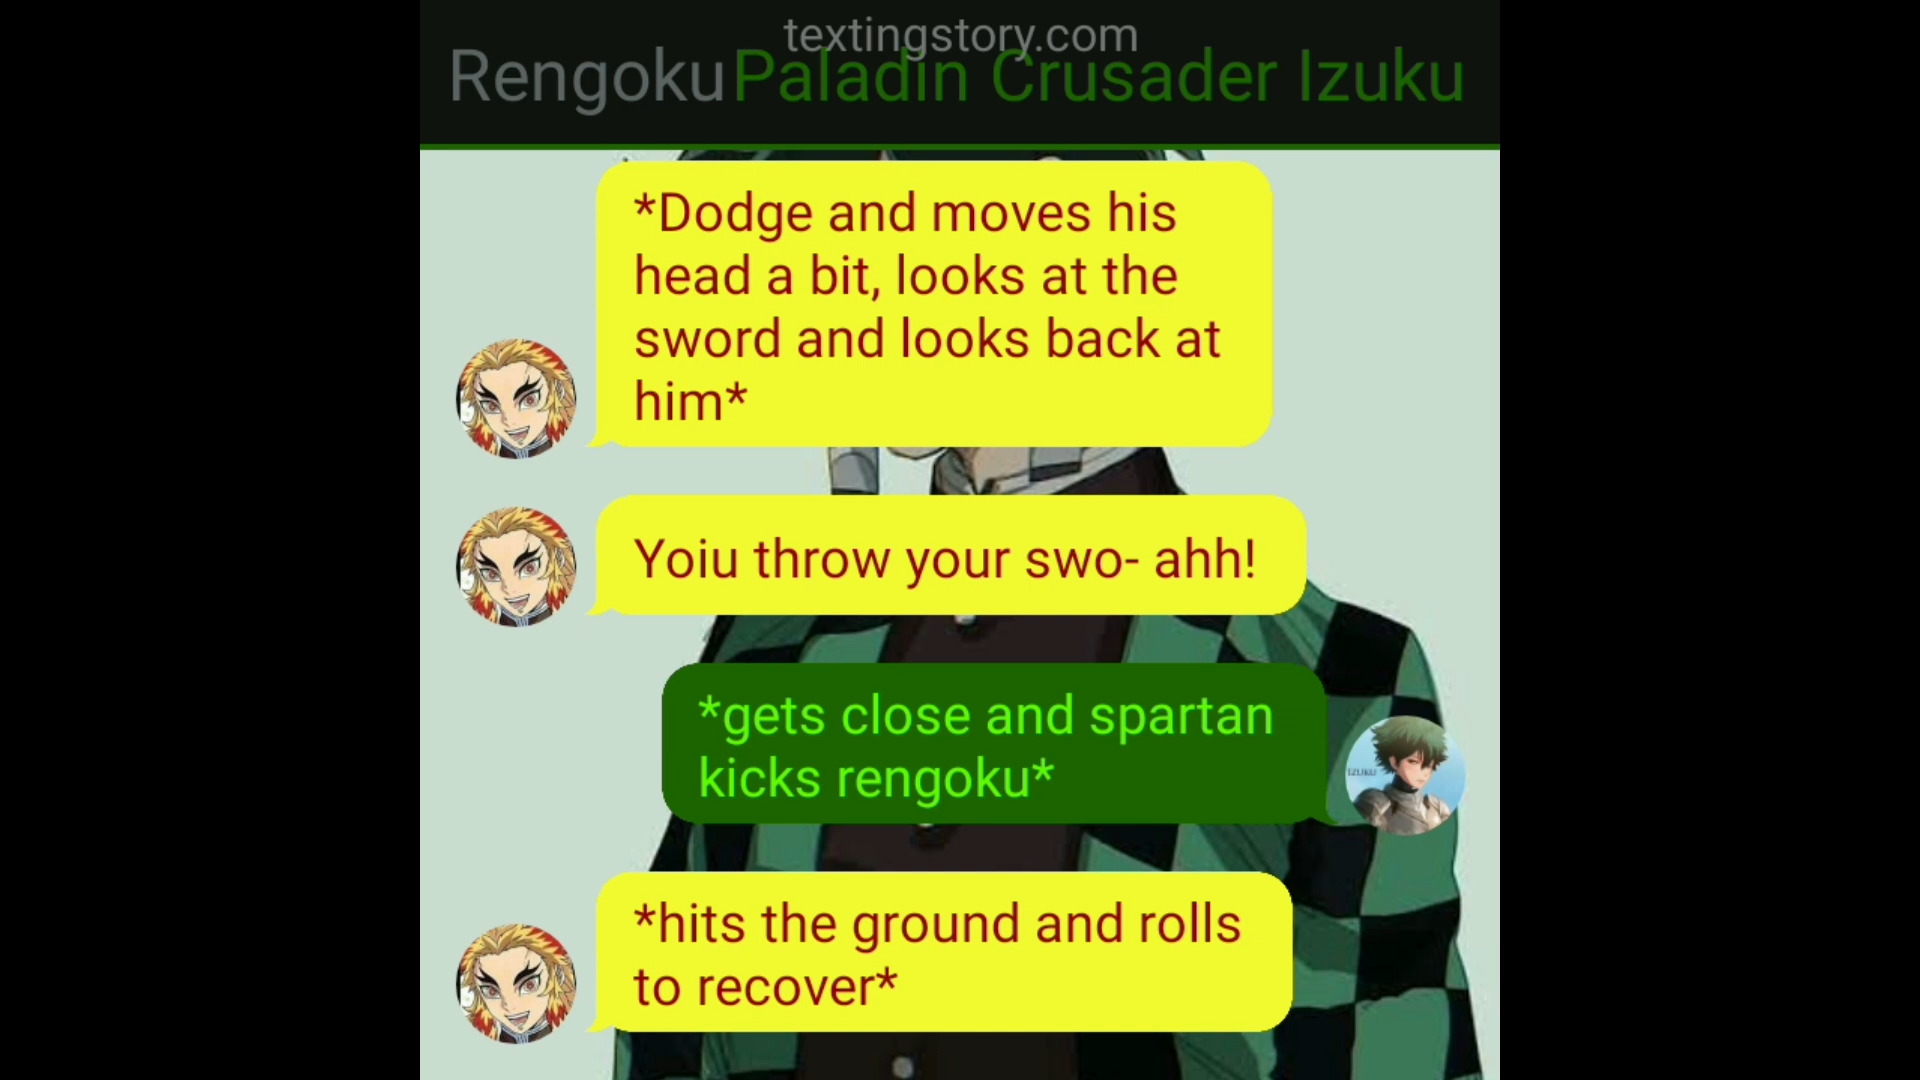 textingstory.com
Rengoku Paladin Crusader Izuku
*Dodge and moves his
head a bit, looks at the
sword and looks back at
him*
Yoiu throw your swo- ahh!
*gets close and spartan
kicks rengoku*
IZUKU
*hits the ground and rolls
to recover*